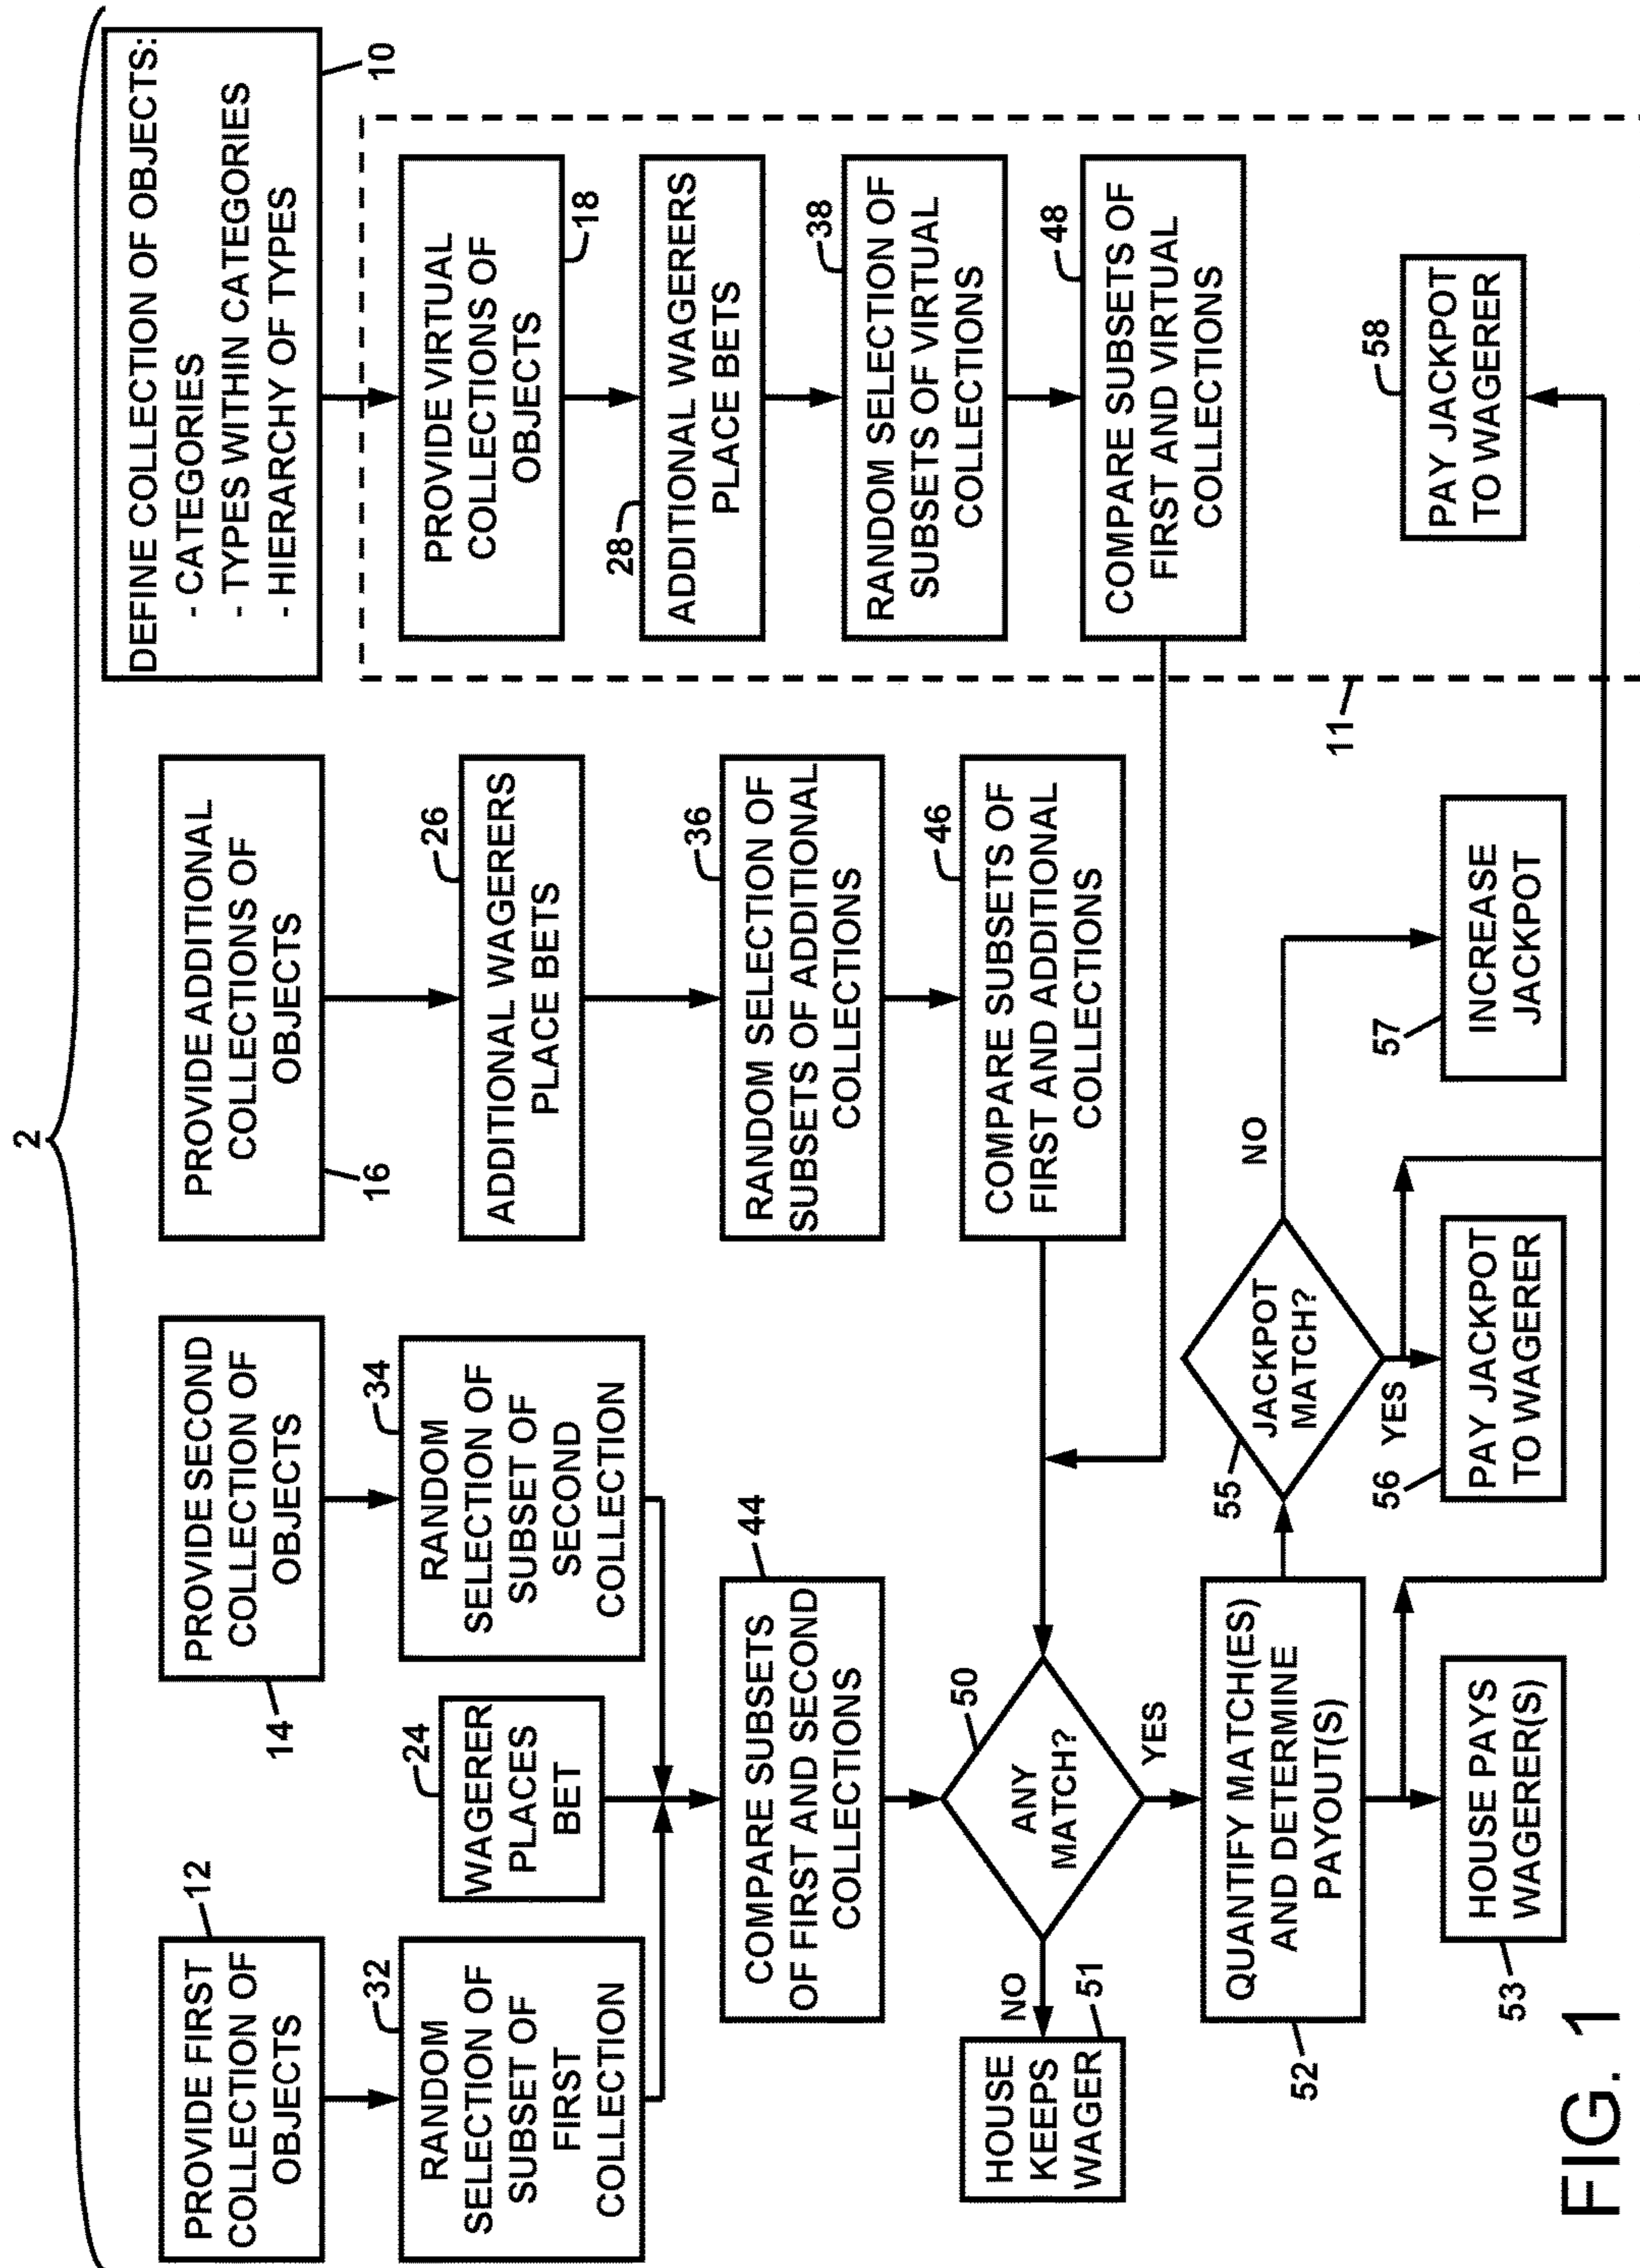 2
PROVIDE FIRST
COLLECTION OF
OBJECTS
12
PROVIDE SECOND
COLLECTION OF
OBJECTS
14
PROVIDE ADDITIONAL
COLLECTIONS OF
OBJECTS
16
DEFINE COLLECTION OF OBJECTS:
- CATEGORIES
- TYPES WITHIN CATEGORIES
- HIERARCHY OF TYPES
10
RANDOM
SELECTION OF
SUBSET OF
FIRST
COLLECTION
32
WAGERER
PLACES
BET
24
RANDOM
SELECTION OF
SUBSET OF
SECOND
COLLECTION
34
ADDITIONAL WAGERERS
PLACE BETS
26
PROVIDE VIRTUAL
COLLECTIONS OF
OBJECTS
18
ADDITIONAL WAGERERS
PLACE BETS
28
COMPARE SUBSETS
OF FIRST AND SECOND
COLLECTIONS
44
RANDOM SELECTION OF
SUBSETS OF ADDITIONAL
COLLECTIONS
36
RANDOM SELECTION OF
SUBSETS OF VIRTUAL
COLLECTIONS
38
COMPARE SUBSETS OF
FIRST AND ADDITIONAL
COLLECTIONS
46
COMPARE SUBSETS OF
FIRST AND VIRTUAL
COLLECTIONS
48
HOUSE
KEEPS
WAGER
51
NO
ANY
MATCH?
50
YES
QUANTIFY MATCH(ES)
AND DETERMINE
PAYOUT(S)
52
JACKPOT
MATCH?
55
NO
YES
11
HOUSE PAYS
WAGERER(S)
53
PAY JACKPOT
TO WAGERER
56
INCREASE
JACKPOT
57
PAY JACKPOT
TO WAGERER
58
FIG. 1